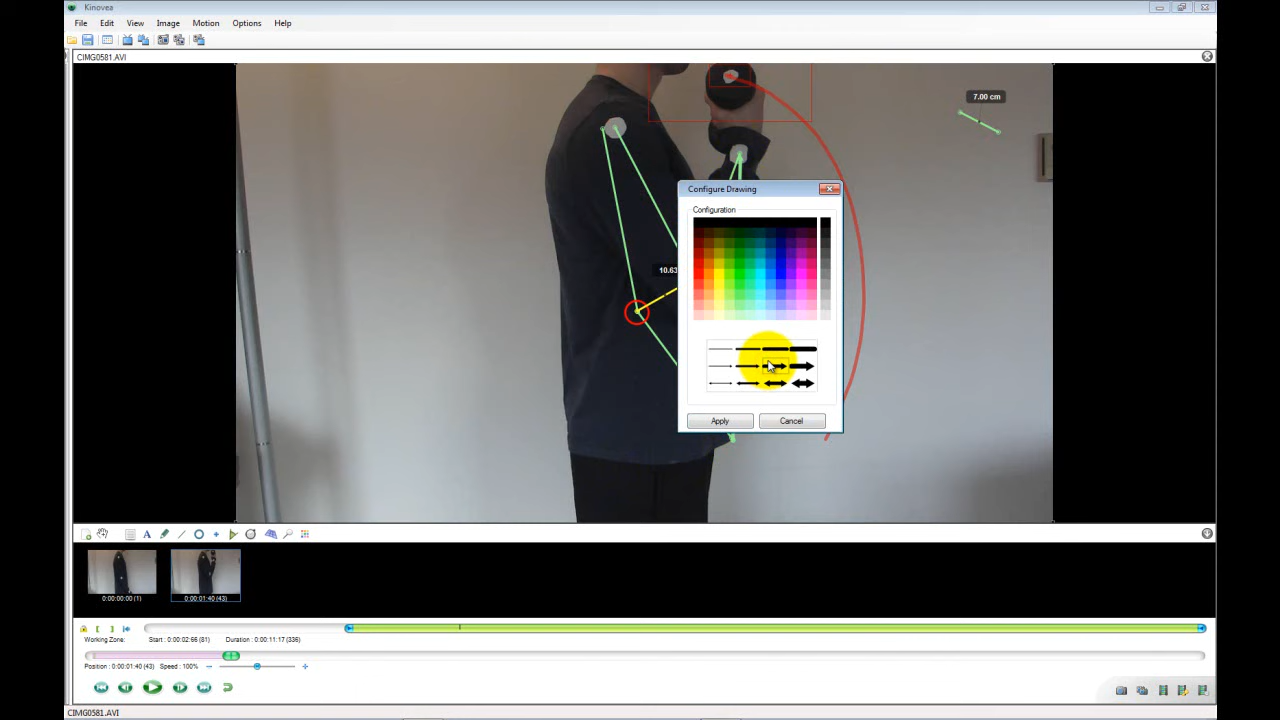 Kinovea
File Edit View Image Motion Options Help
CIMG0581.AVI
7.00 cm
Configure Drawing
Configuration
10.63
Apply Cancel
A
0:00:00:00 (1) 0:00:01:40 (43)
Working Zone: Start : 0:00:02:66 (81) Duration : 0:00:11:17 (336)
Position : 0:00:01:40 (43) Speed : 100%
CIMG0581.AVI